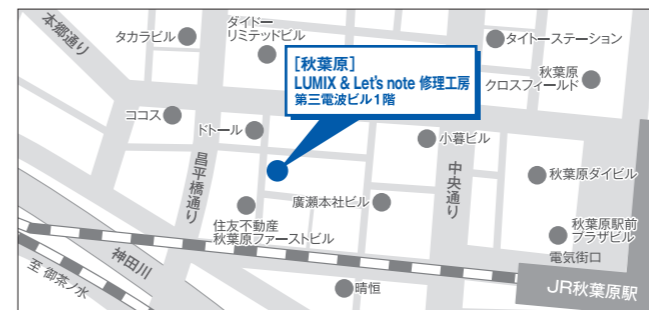 本郷通り
タカラビル
ダイドー
リミテッドビル
タイトーステーション
[秋葉原]
LUMIX & Let's note 修理工房
第三電波ビル1階
秋葉原
クロスフィールド
ココス
ドトール
小暮ビル
昌平橋通り
中央通り
秋葉原ダイビル
廣瀬本社ビル
住友不動産
秋葉原ファーストビル
秋葉原駅前
プラザビル
電気街口
神田川
至 御茶ノ水
晴恒
JR秋葉原駅